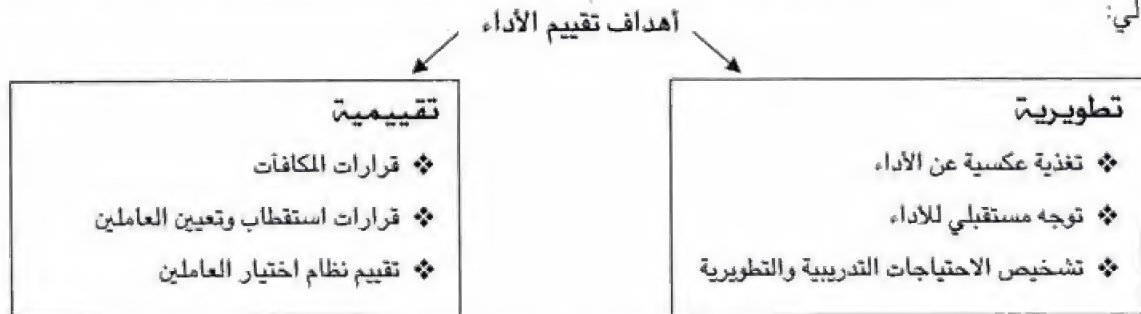 لي:
أهداف تقييم الأداء
تطويرية
❖ تغذية عكسية عن الأداء
❖ توجه مستقبلي للأداء
❖ تشخيص الاحتياجات التدريبية والتطويرية
تقييمية
❖ قرارات المكافآت
❖ قرارات استقطاب وتعيين العاملين
❖ تقييم نظام اختيار العاملين